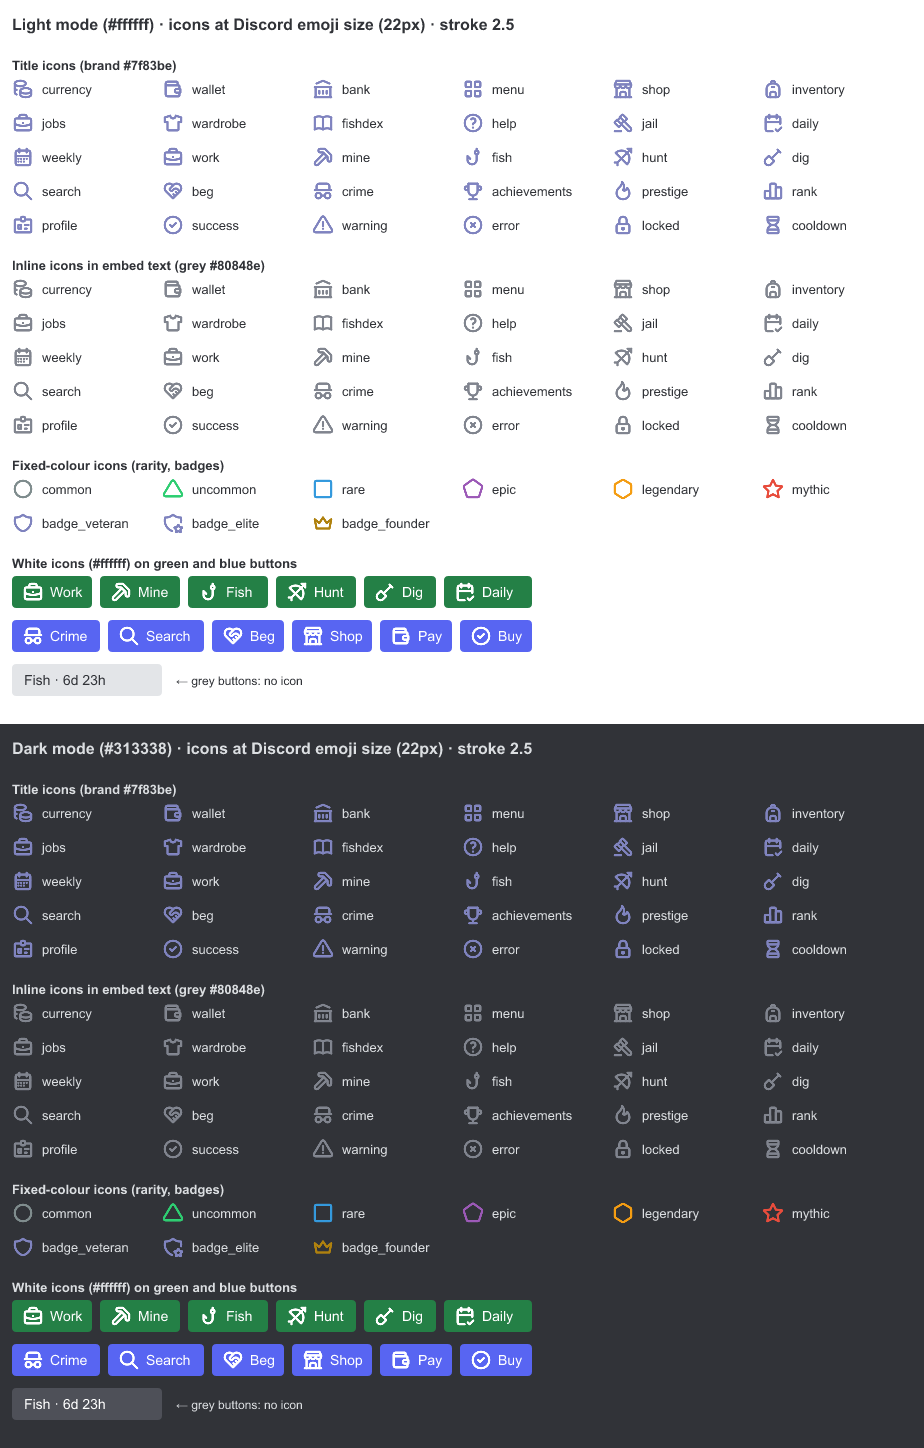 Light mode (#ffffff) · icons at Discord emoji size (22px) · stroke 2.5
Title icons (brand #7f83be)
currency wallet bank menu shop inventory
jobs wardrobe fishdex help jail daily
weekly work mine fish hunt dig
search beg crime achievements prestige rank
profile success warning error locked cooldown
Inline icons in embed text (grey #80848e)
currency wallet bank menu shop inventory
jobs wardrobe fishdex help jail daily
weekly work mine fish hunt dig
search beg crime achievements prestige rank
profile success warning error locked cooldown
Fixed-colour icons (rarity, badges)
common uncommon rare epic legendary mythic
badge_veteran badge_elite badge_founder
White icons (#ffffff) on green and blue buttons
Work Mine Fish Hunt Dig Daily
Crime Search Beg Shop Pay Buy
Fish · 6d 23h ← grey buttons: no icon
Dark mode (#313338) · icons at Discord emoji size (22px) · stroke 2.5
Title icons (brand #7f83be)
currency wallet bank menu shop inventory
jobs wardrobe fishdex help jail daily
weekly work mine fish hunt dig
search beg crime achievements prestige rank
profile success warning error locked cooldown
Inline icons in embed text (grey #80848e)
currency wallet bank menu shop inventory
jobs wardrobe fishdex help jail daily
weekly work mine fish hunt dig
search beg crime achievements prestige rank
profile success warning error locked cooldown
Fixed-colour icons (rarity, badges)
common uncommon rare epic legendary mythic
badge_veteran badge_elite badge_founder
White icons (#ffffff) on green and blue buttons
Work Mine Fish Hunt Dig Daily
Crime Search Beg Shop Pay Buy
Fish · 6d 23h ← grey buttons: no icon